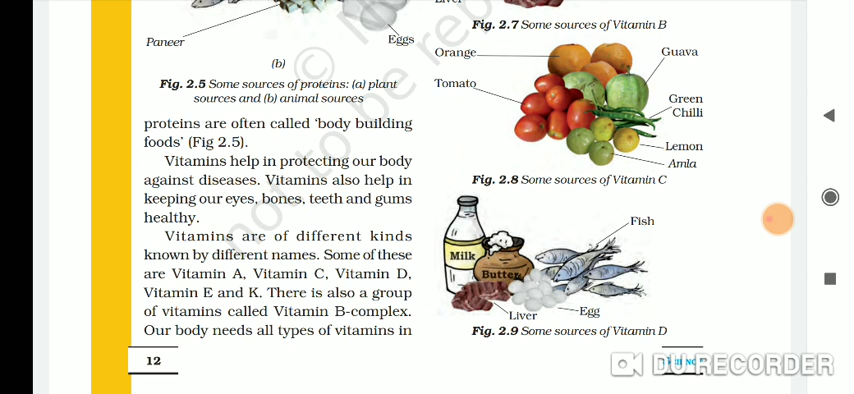 Paneer
Eggs
(b)
Fig. 2.5 Some sources of proteins: (a) plant
sources and (b) animal sources
proteins are often called ‘body building
foods’ (Fig 2.5).
Vitamins help in protecting our body
against diseases. Vitamins also help in
keeping our eyes, bones, teeth and gums
healthy.
Vitamins are of different kinds
known by different names. Some of these
are Vitamin A, Vitamin C, Vitamin D,
Vitamin E and K. There is also a group
of vitamins called Vitamin B-complex.
Our body needs all types of vitamins in
12
Liver
Fig. 2.7 Some sources of Vitamin B
Orange
Guava
Tomato
Green
Chilli
Lemon
Amla
Fig. 2.8 Some sources of Vitamin C
Fish
Milk
Butter
Liver
Egg
Fig. 2.9 Some sources of Vitamin D
DU RECORDER
not to be rep
©